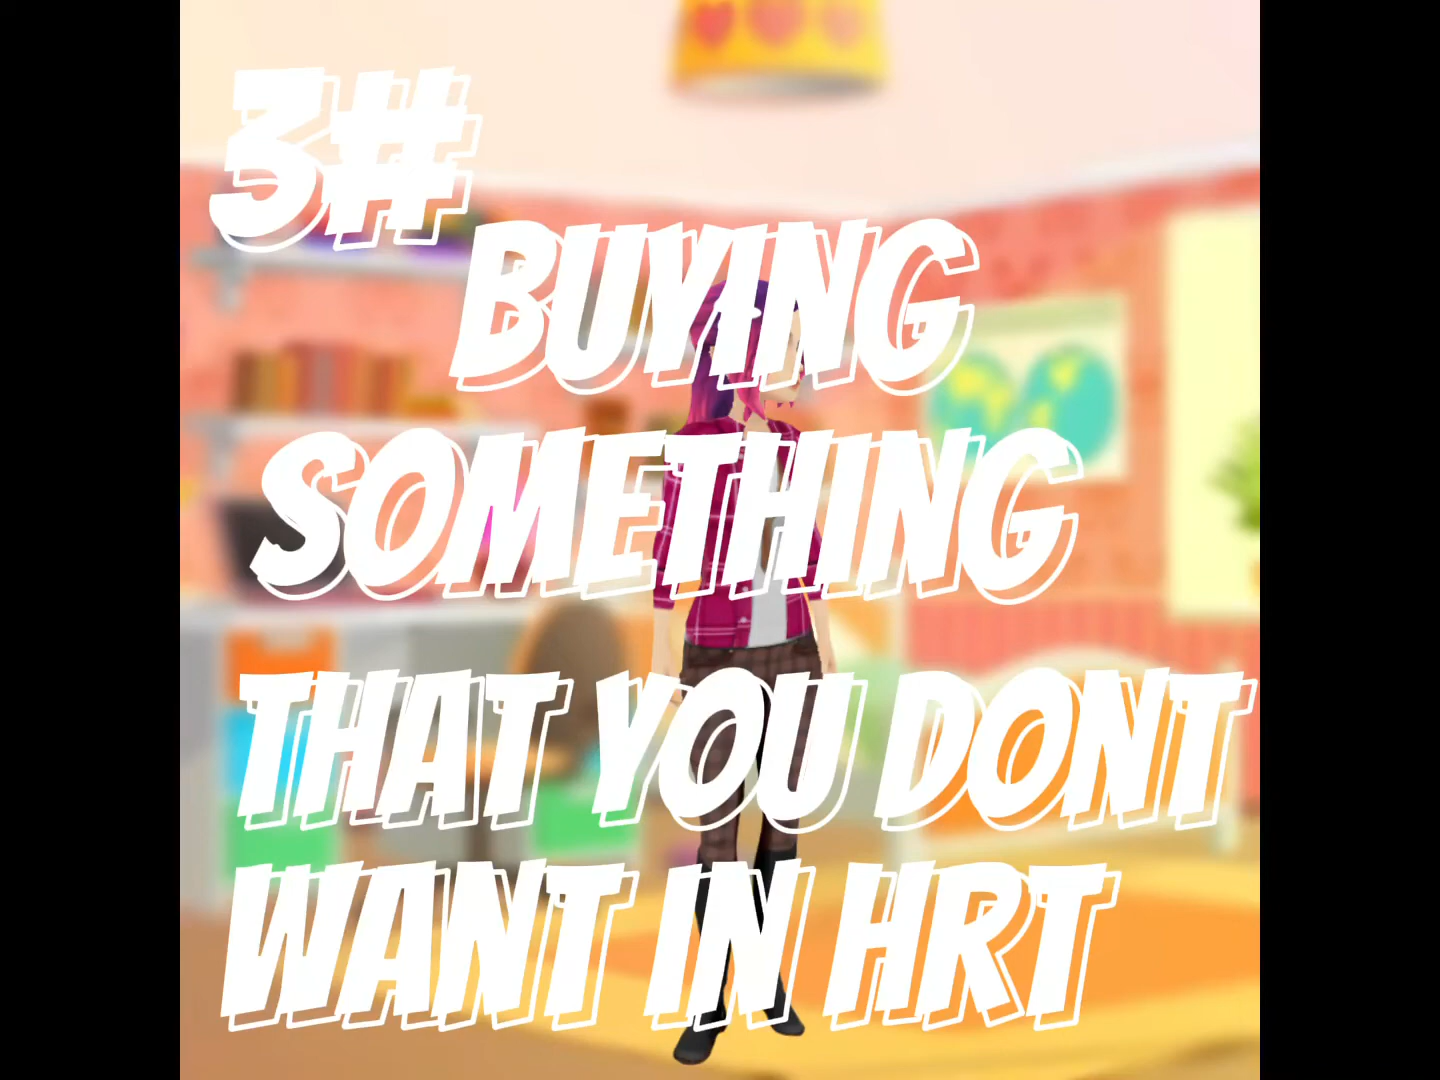 3#
BUYING
SOMETHING
THAT YOU DONT
WANT IN HRT